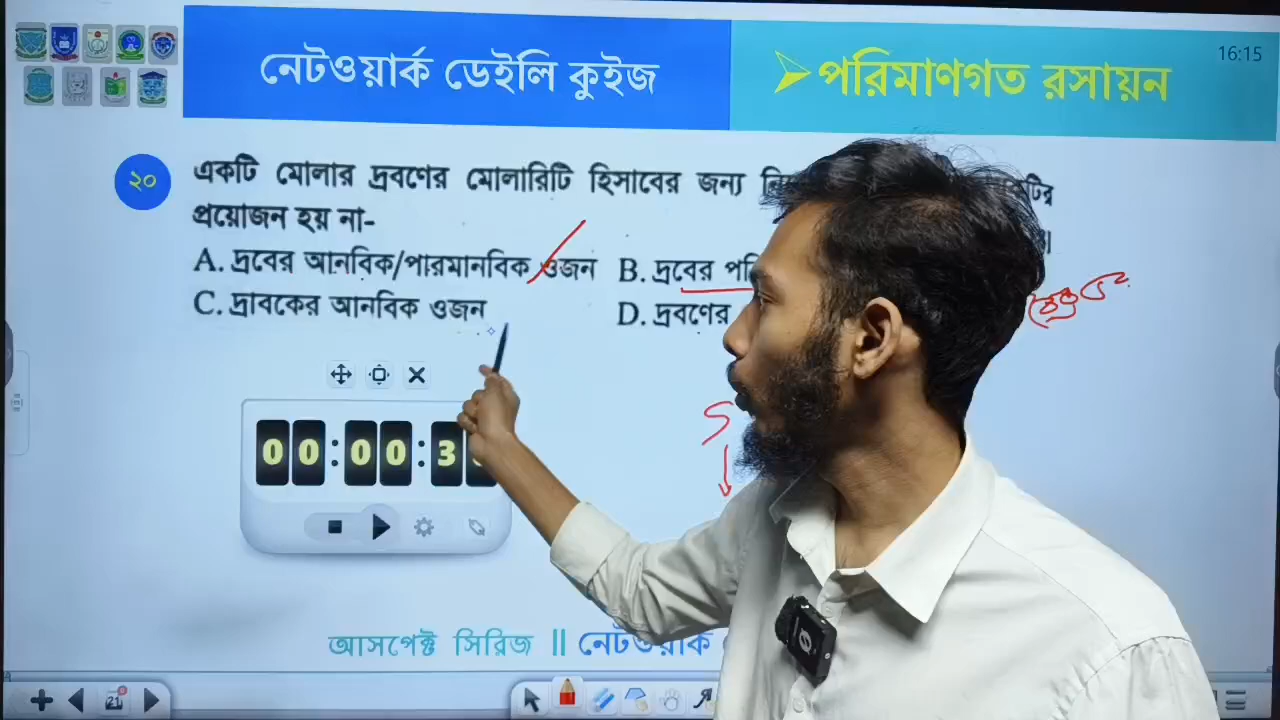 নেটওয়ার্ক ডেইলি কুইজ
➤পরিমাণগত রসায়ন
16:15
২০
একটি মোলার দ্রবণের মোলারিটি হিসাবের জন্য
প্রয়োজন হয় না-
A. দ্রবের আনবিক/পারমানবিক ওজন B. দ্রবের
C. দ্রাবকের আনবিক ওজন D. দ্রবণের
00:00:3
আসপেক্ট সিরিজ || নেটওয়ার্ক
21